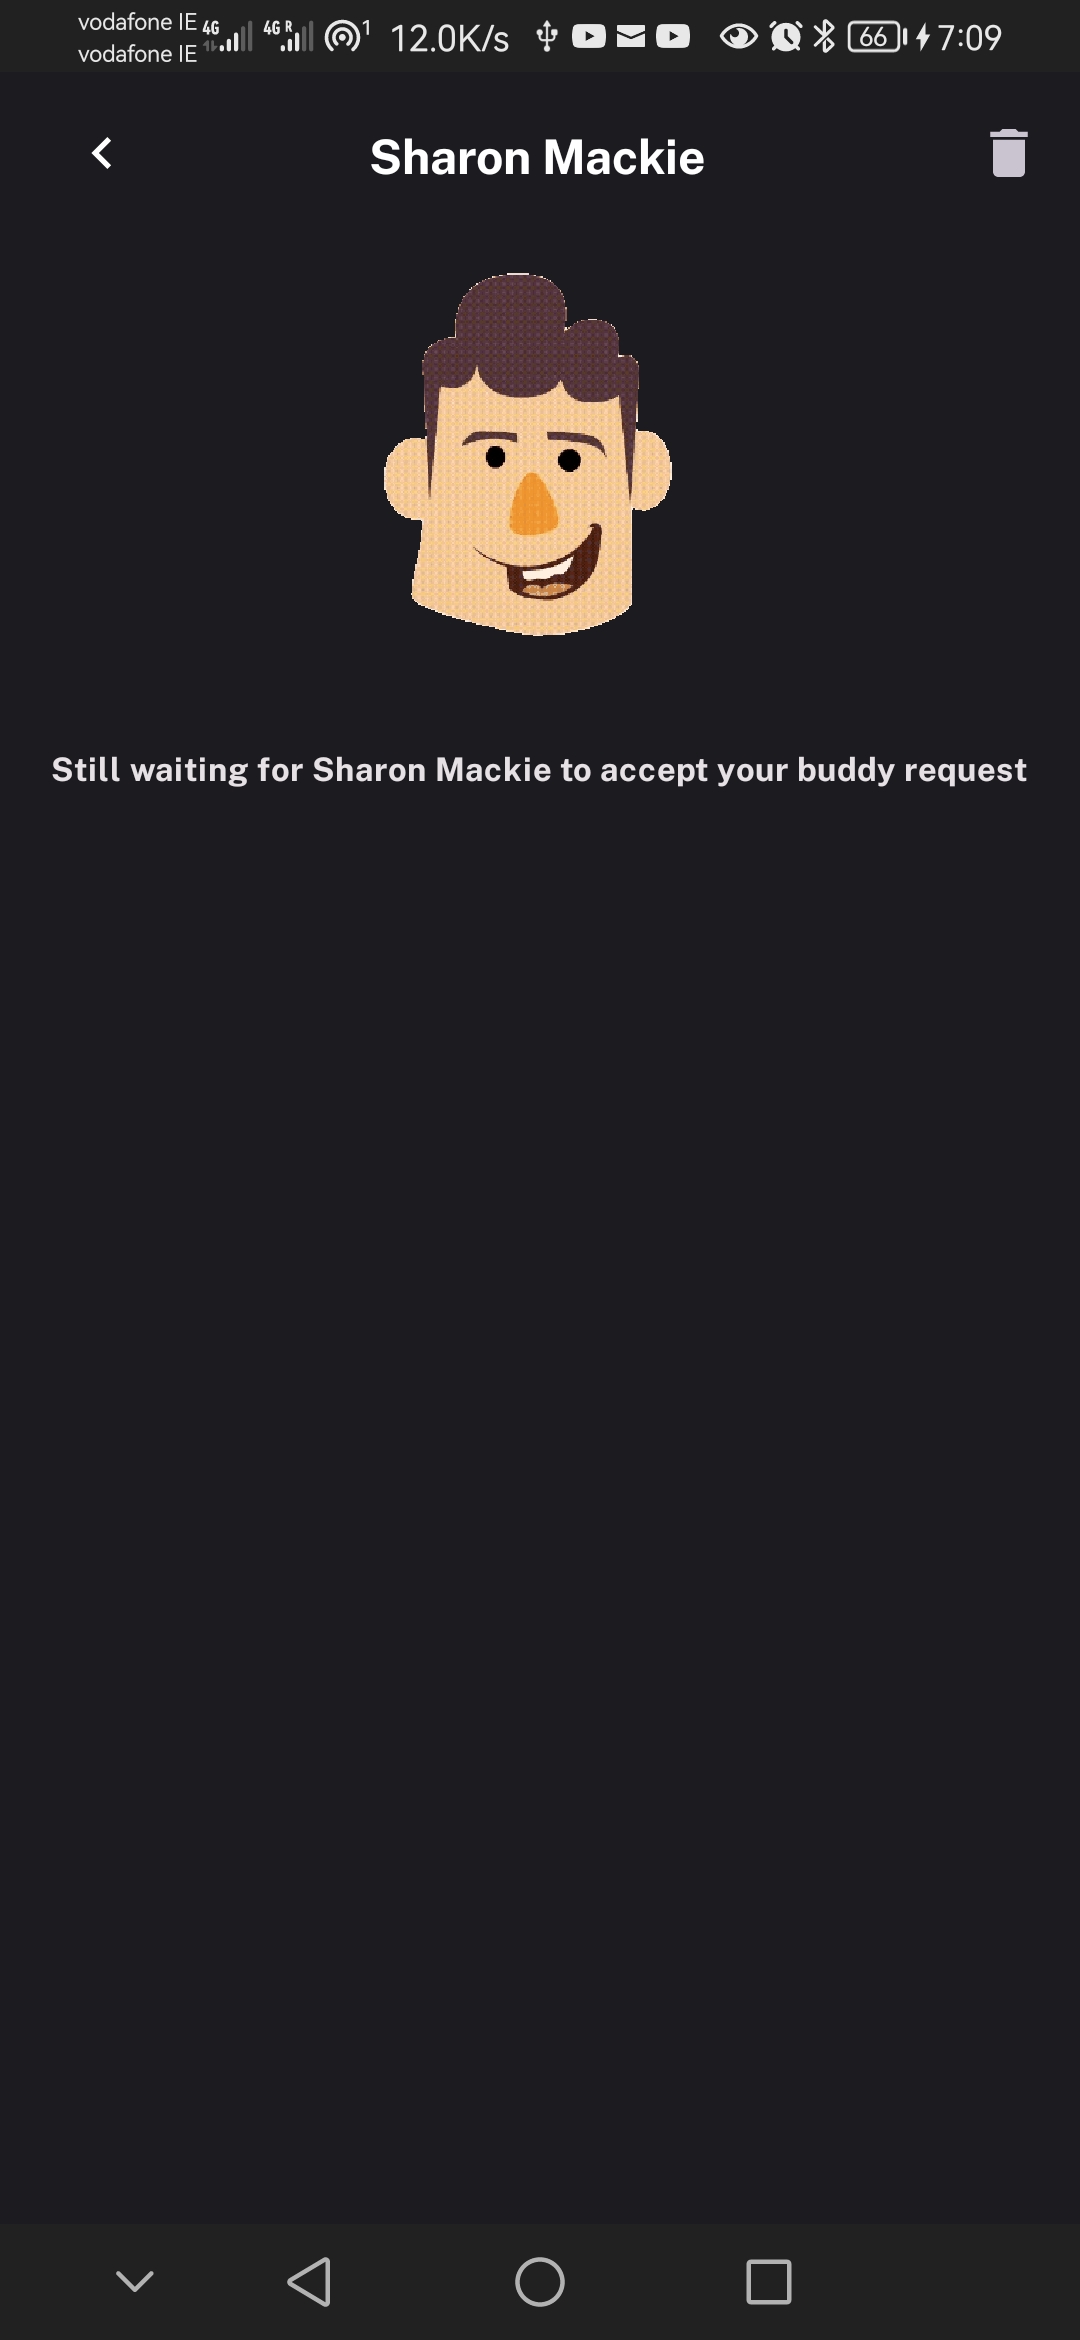 vodafone IE
vodafone IE
4G
4G R
1
12.0K/s
66
7:09
Sharon Mackie
Still waiting for Sharon Mackie to accept your buddy request